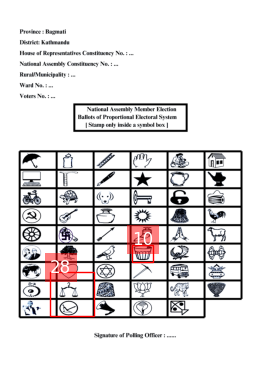 Province : Bagmati
District: Kathmandu
House of Representatives Constituency No. : ...
National Assembly Constituency No. : ...
Rural/Municipality : ...
Ward No. : ...
Voters No. : ...
National Assembly Member Election
Ballots of Proportional Electoral System
[ Stamp only inside a symbol box ]
10
28
Signature of Polling Officer : ......